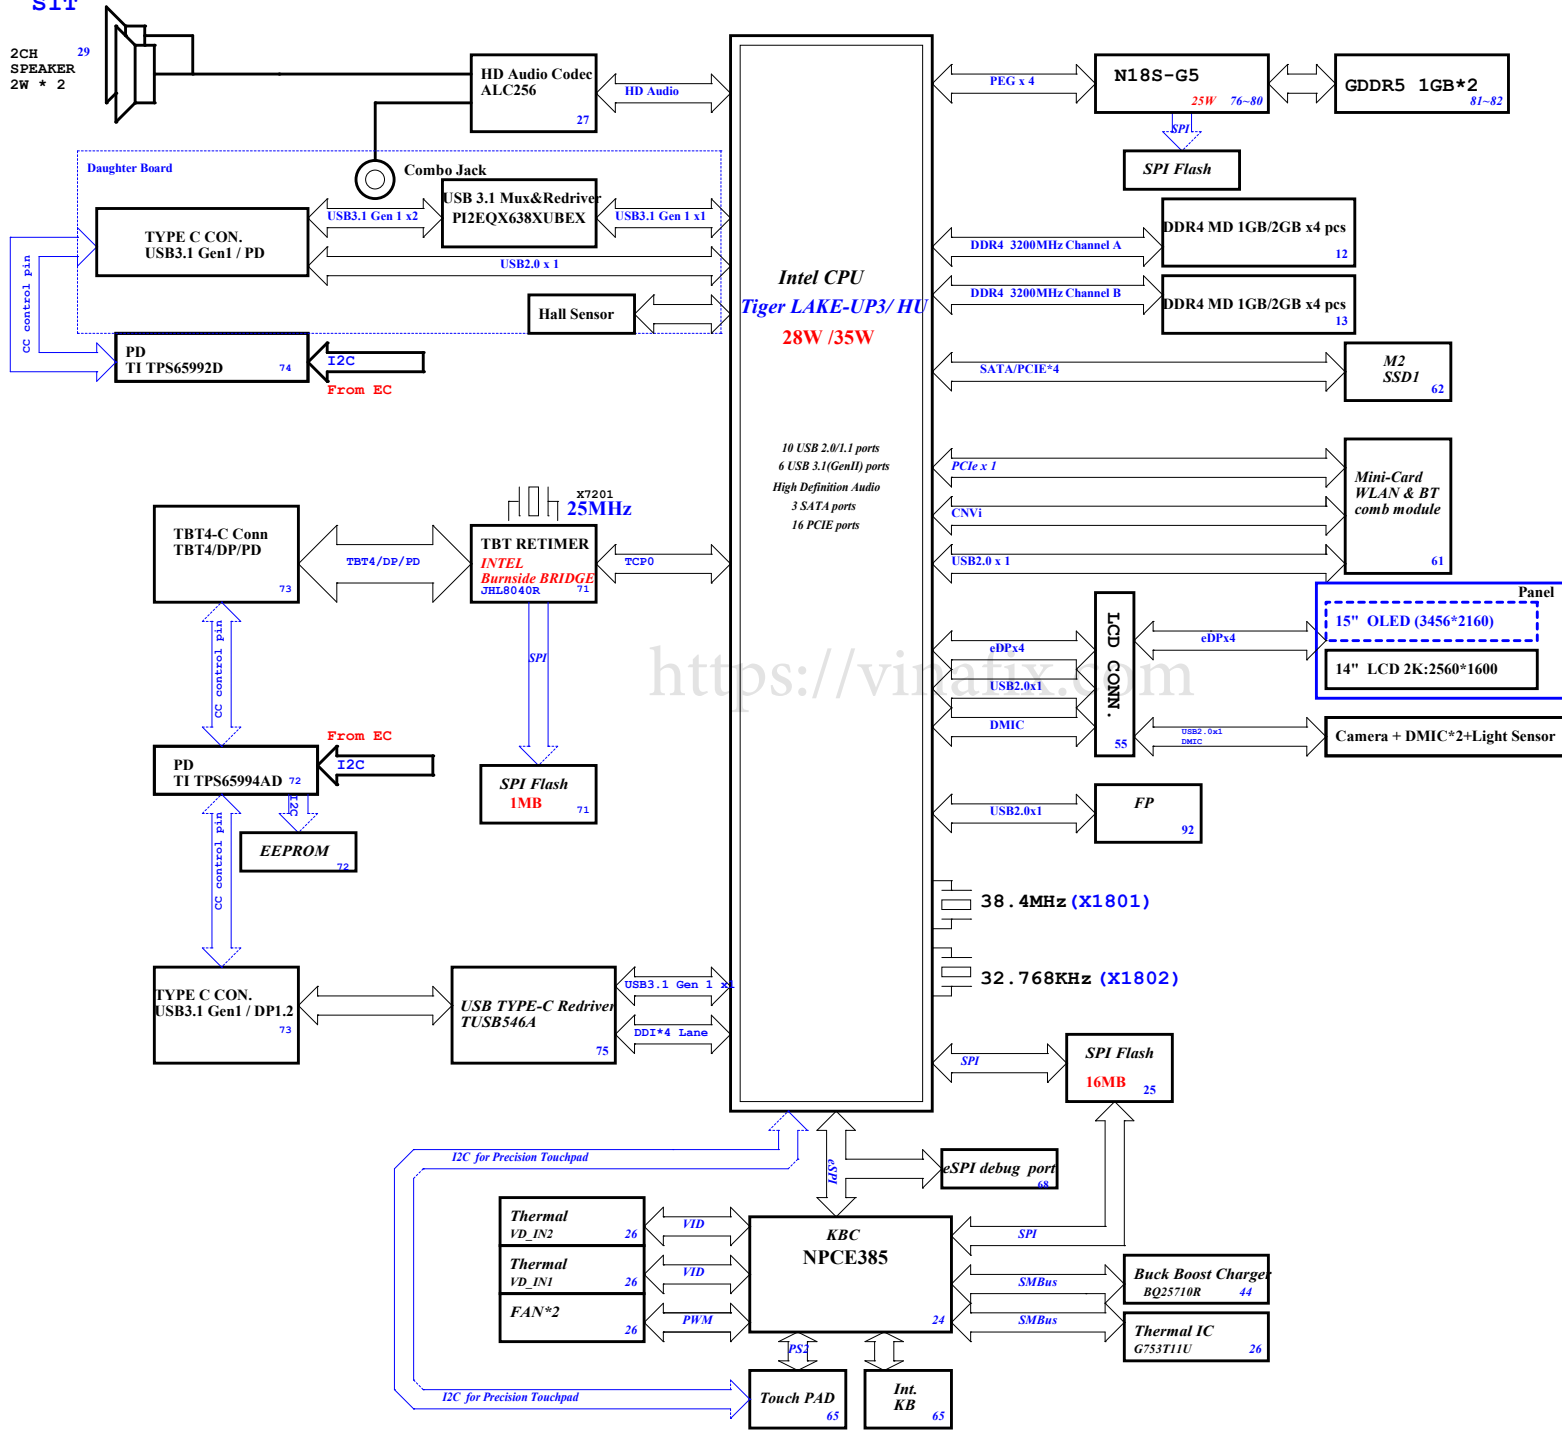 SIT
2CH 29
SPEAKER
2W * 2
HD Audio Codec
ALC256
27
HD Audio
PEG x 4
N18S-G5
25W 76~80
GDDR5 1GB*2
81~82
SPI
SPI Flash
Daughter Board
Combo Jack
USB 3.1 Mux&Redriver
PI2EQX638XUBEX
USB3.1 Gen 1 x2
USB3.1 Gen 1 x1
TYPE C CON.
USB3.1 Gen1 / PD
USB2.0 x 1
Hall Sensor
CC control pin
PD
TI TPS65992D 74
I2C
From EC
Intel CPU
Tiger LAKE-UP3/ HU
28W /35W
10 USB 2.0/1.1 ports
6 USB 3.1(GenII) ports
High Definition Audio
3 SATA ports
16 PCIE ports
DDR4 3200MHz Channel A
DDR4 MD 1GB/2GB x4 pcs
12
DDR4 3200MHz Channel B
DDR4 MD 1GB/2GB x4 pcs
13
SATA/PCIE*4
M2
SSD1
62
PCIe x 1
CNVi
USB2.0 x 1
Mini-Card
WLAN & BT
comb module
61
X7201
25MHz
TBT4-C Conn
TBT4/DP/PD
73
TBT4/DP/PD
TBT RETIMER
INTEL
Burnside BRIDGE
JHL8040R 71
TCP0
CC control pin
SPI
SPI Flash
1MB
71
PD
TI TPS65994AD 72
From EC
I2C
I2C
EEPROM
72
CC control pin
LCD CONN.
55
eDPx4
USB2.0x1
DMIC
eDPx4
USB2.0x1
DMIC
Panel
15" OLED (3456*2160)
14" LCD 2K:2560*1600
Camera + DMIC*2+Light Sensor
https://vinafix.com
USB2.0x1
FP
92
38.4MHz (X1801)
32.768KHz (X1802)
TYPE C CON.
USB3.1 Gen1 / DP1.2
73
USB TYPE-C Redriver
TUSB546A
75
USB3.1 Gen 1 x1
DDI*4 Lane
SPI
SPI Flash
16MB 25
I2C for Precision Touchpad
eSPI
eSPI debug port
68
Thermal
VD_IN2 26
VID
Thermal
VD_IN1 26
VID
FAN*2
26
PWM
KBC
NPCE385
24
SPI
SMBus
Buck Boost Charger
BQ25710R 44
SMBus
Thermal IC
G753T11U 26
PS2
I2C for Precision Touchpad
Touch PAD
65
Int.
KB 65